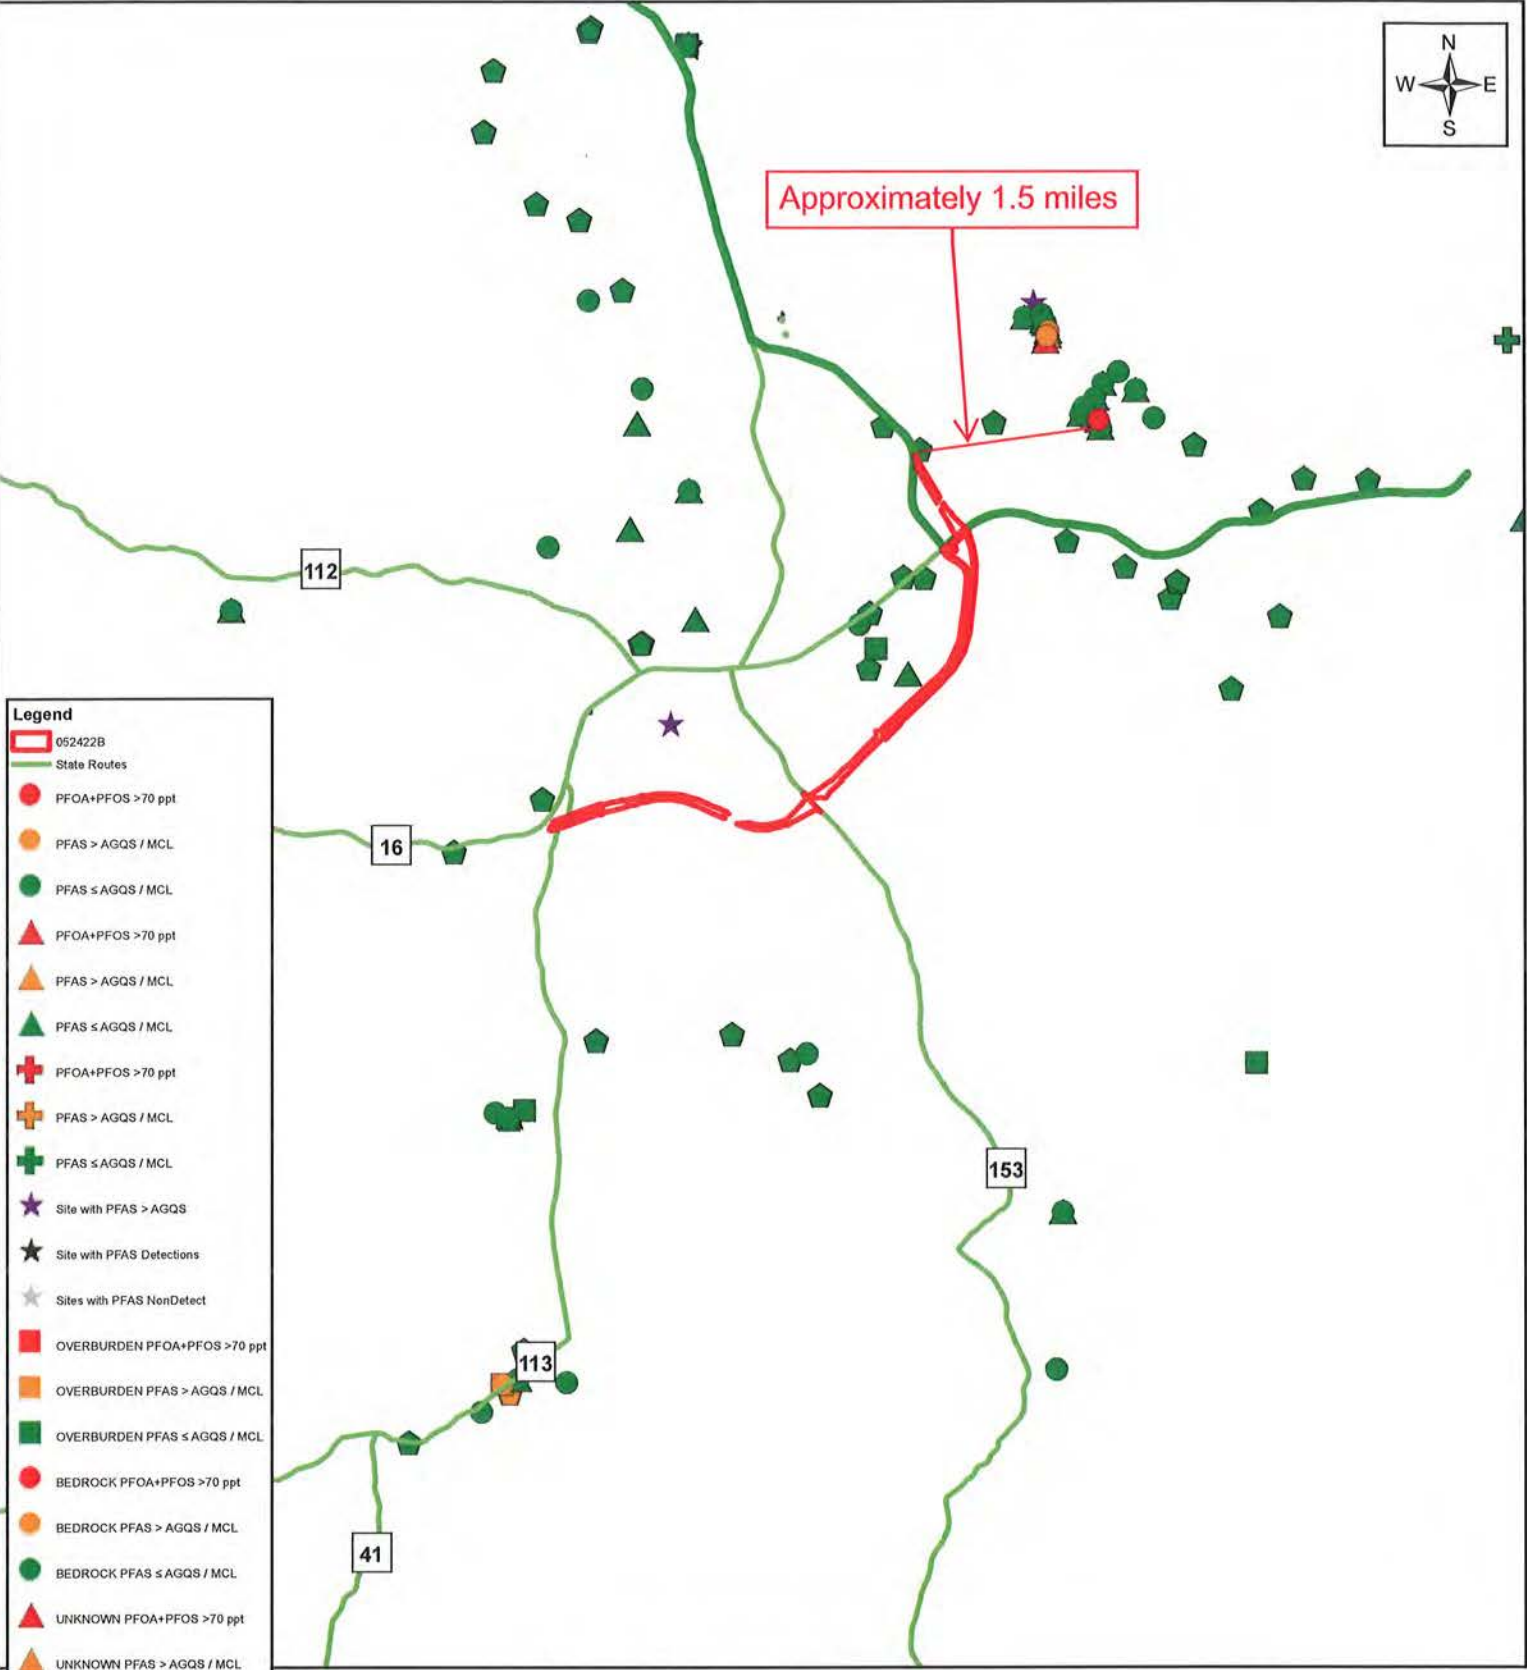 N
W E
S
Approximately 1.5 miles
112
16
153
113
41
Legend
052422B
State Routes
PFOA+PFOS >70 ppt
PFAS > AGQS / MCL
PFAS ≤ AGQS / MCL
PFOA+PFOS >70 ppt
PFAS > AGQS / MCL
PFAS ≤ AGQS / MCL
PFOA+PFOS >70 ppt
PFAS > AGQS / MCL
PFAS ≤ AGQS / MCL
Site with PFAS > AGQS
Site with PFAS Detections
Sites with PFAS NonDetect
OVERBURDEN PFOA+PFOS >70 ppt
OVERBURDEN PFAS > AGQS / MCL
OVERBURDEN PFAS ≤ AGQS / MCL
BEDROCK PFOA+PFOS >70 ppt
BEDROCK PFAS > AGQS / MCL
BEDROCK PFAS ≤ AGQS / MCL
UNKNOWN PFOA+PFOS >70 ppt
UNKNOWN PFAS > AGQS / MCL